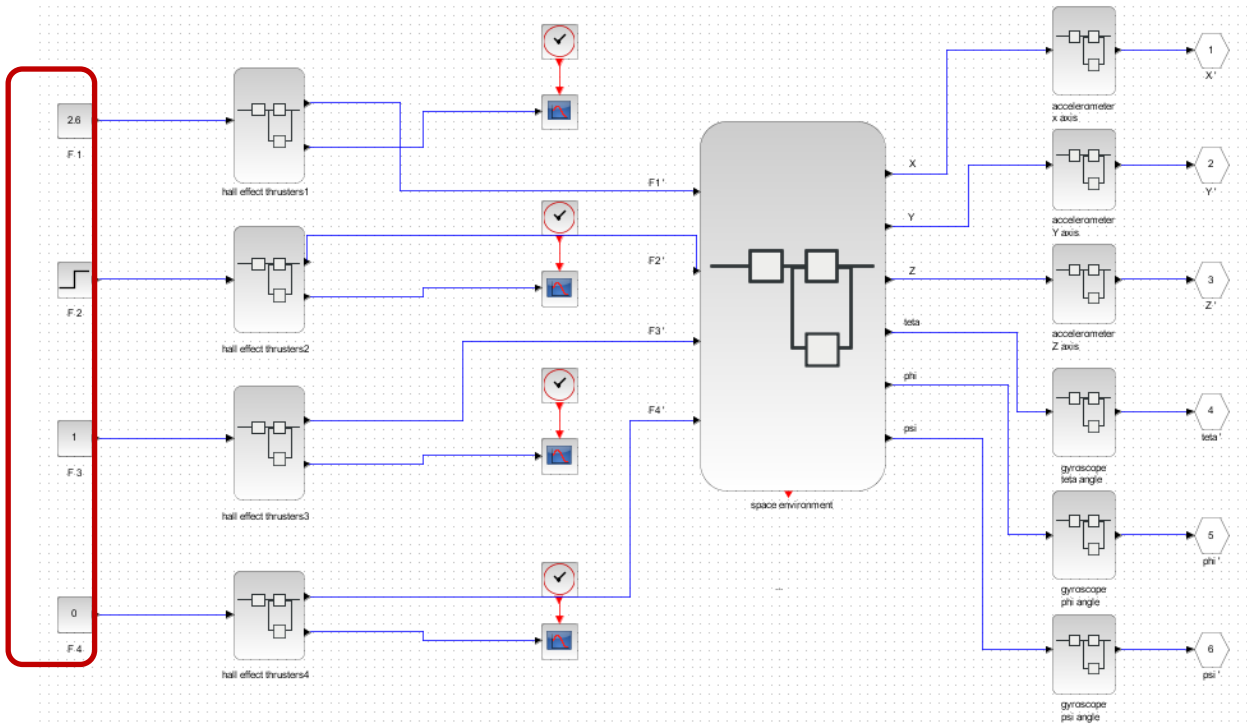 2.6
F 1
hall effect thrusters1
F1 '
F 2
hall effect thrusters2
F2 '
1
F 3
hall effect thrusters3
F3 '
0
F 4
hall effect thrusters4
F4 '
space environment
X
Y
Z
teta
phi
psi
...
accelerometer
x axis
1
X '
accelerometer
Y axis
2
Y '
accelerometer
Z axis
3
Z '
gyroscope
teta angle
4
teta '
gyroscope
phi angle
5
phi '
gyroscope
psi angle
6
psi '